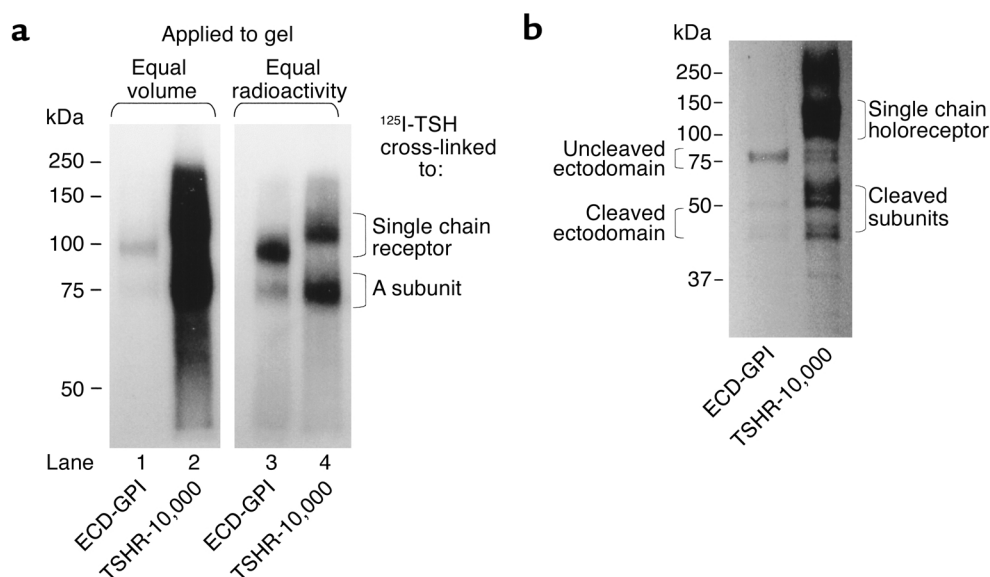 a
Applied to gel
Equal
volume
Equal
radioactivity
kDa
250
150
100
75
50
125I-TSH
cross-linked
to:
Single chain
receptor
A subunit
Lane 1 2 3 4
ECD-GPI
TSHR-10,000
ECD-GPI
TSHR-10,000
b
kDa
250
150
100
75
50
37
Uncleaved
ectodomain
Cleaved
ectodomain
Single chain
holoreceptor
Cleaved
subunits
ECD-GPI
TSHR-10,000